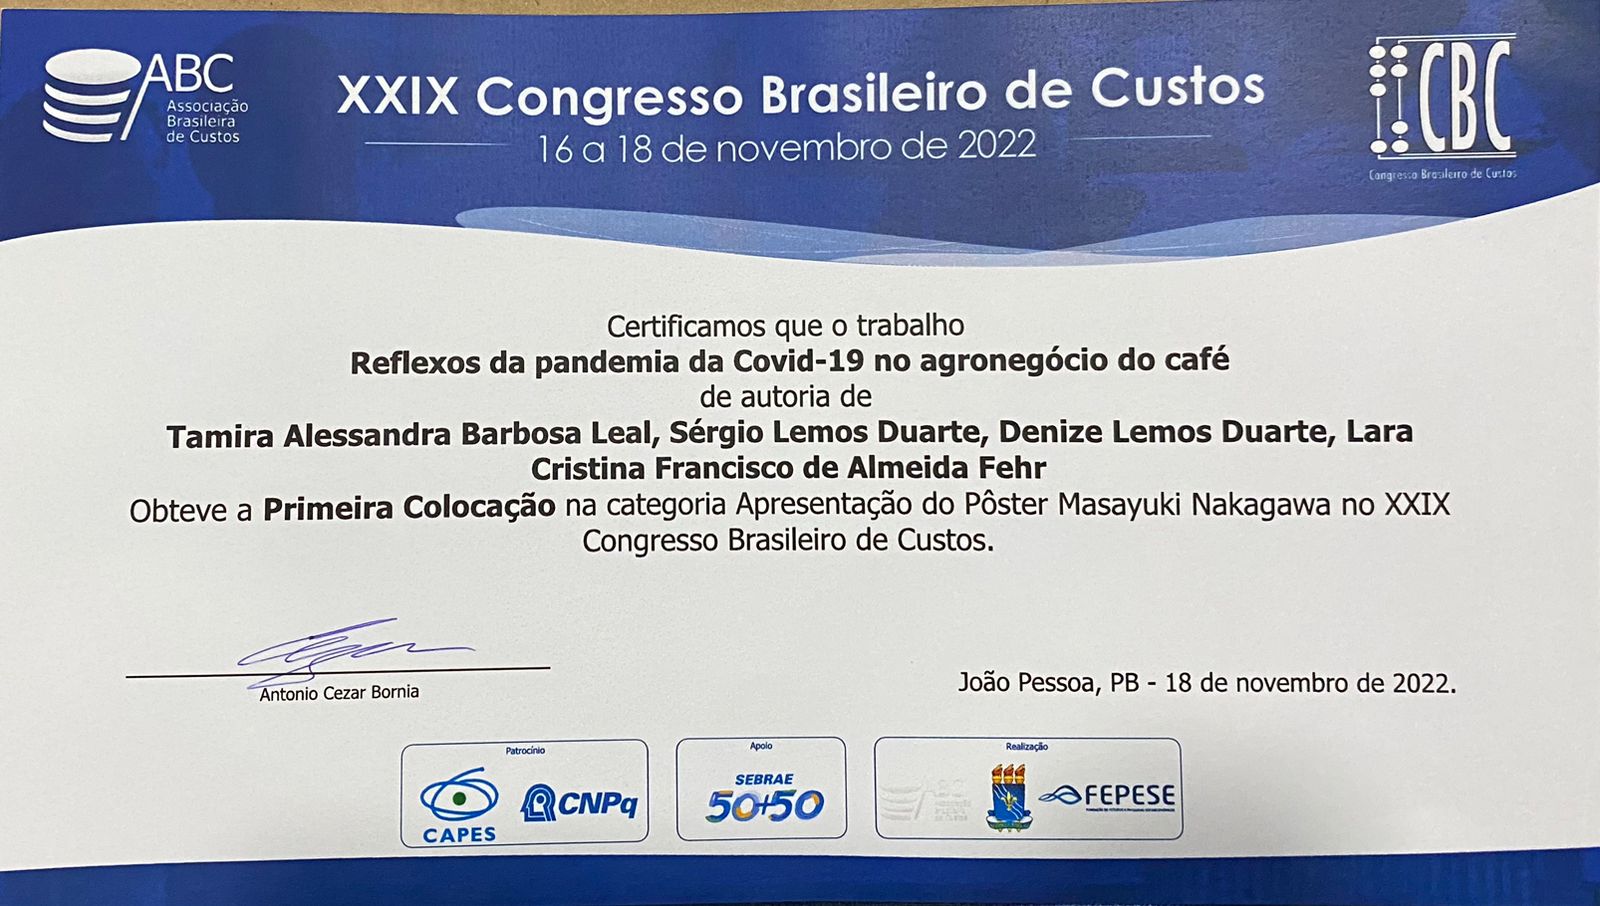 ABC
Associação
Brasileira
de Custos
XXIX Congresso Brasileiro de Custos
16 a 18 de novembro de 2022
CBC
Congresso Brasileiro de Custos
Certificamos que o trabalho
Reflexos da pandemia da Covid-19 no agronegócio do café
de autoria de
Tamira Alessandra Barbosa Leal, Sérgio Lemos Duarte, Denize Lemos Duarte, Lara
Cristina Francisco de Almeida Fehr
Obteve a Primeira Colocação na categoria Apresentação do Pôster Masayuki Nakagawa no XXIX
Congresso Brasileiro de Custos.
Antonio Cezar Bornia
João Pessoa, PB - 18 de novembro de 2022.
Patrocínio
CAPES
CNPq
Apoio
SEBRAE
50+50
Realização
ABC
FEPESE